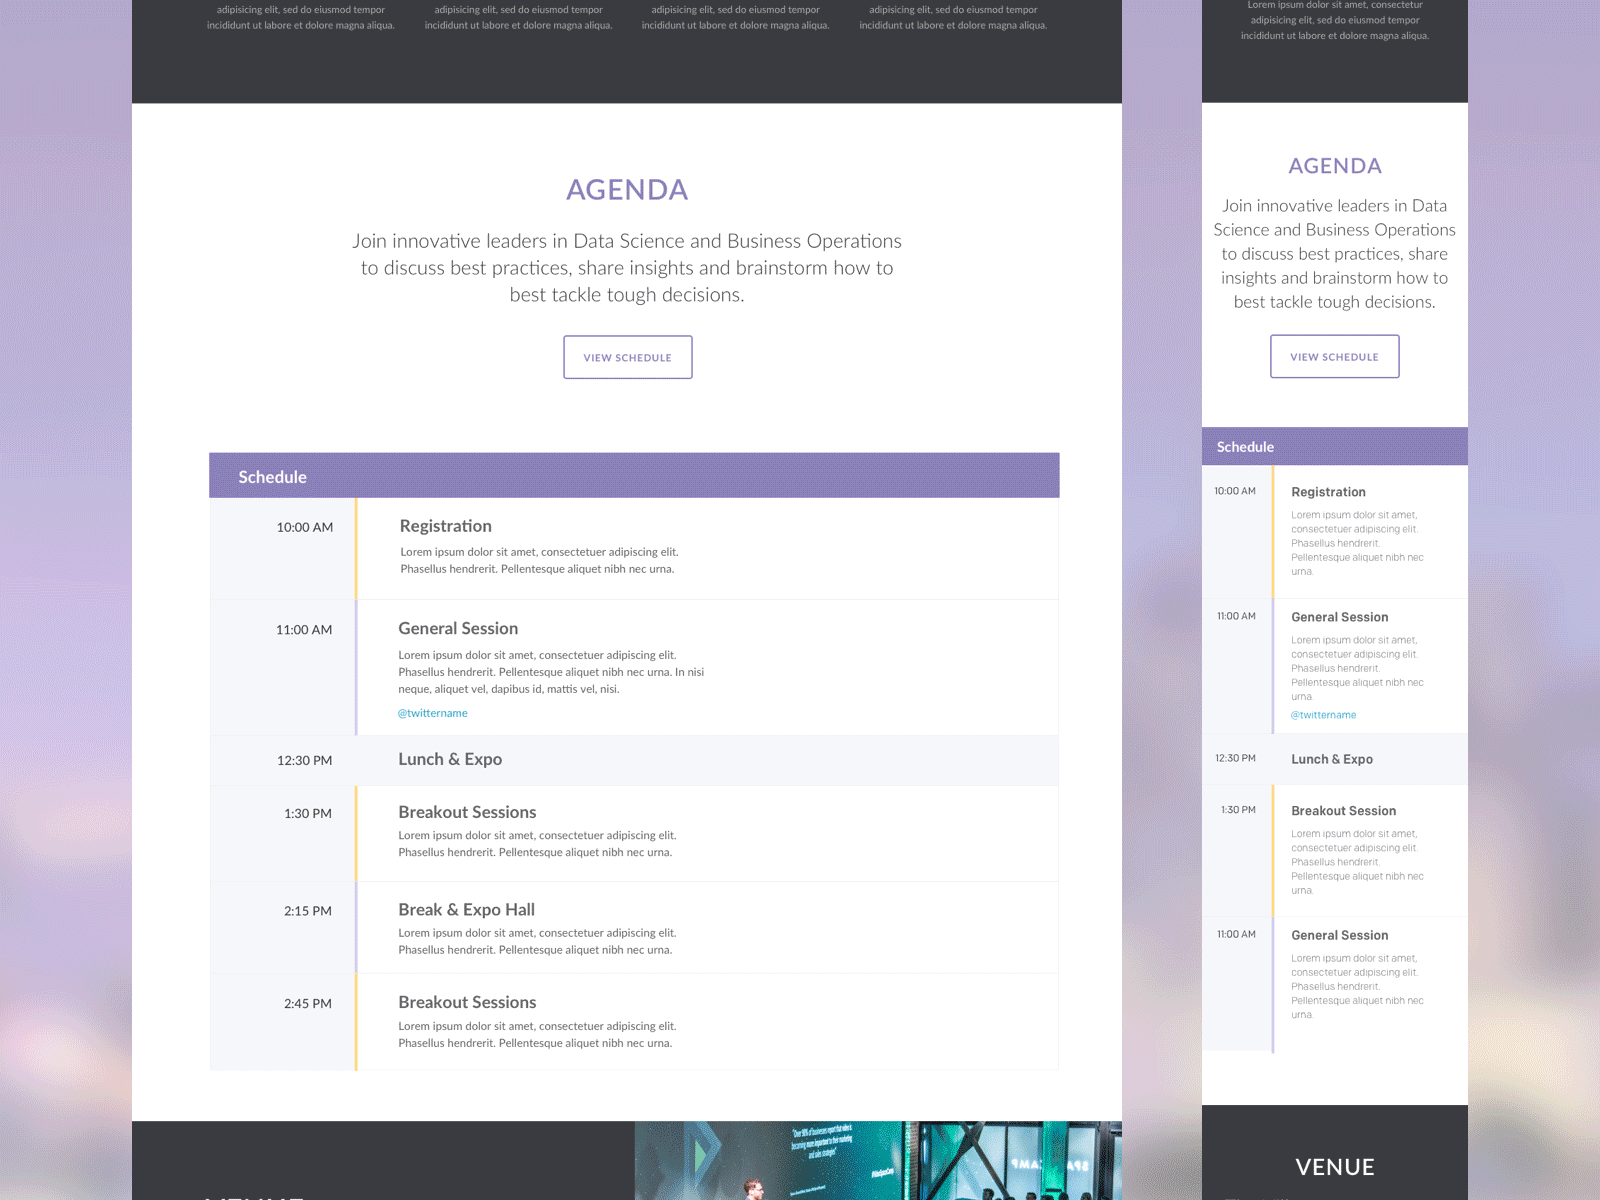 adipisicing elit, sed do eiusmod tempor
incididunt ut labore et dolore magna aliqua.
adipisicing elit, sed do eiusmod tempor
incididunt ut labore et dolore magna aliqua.
adipisicing elit, sed do eiusmod tempor
incididunt ut labore et dolore magna aliqua.
adipisicing elit, sed do eiusmod tempor
incididunt ut labore et dolore magna aliqua.
AGENDA
Join innovative leaders in Data Science and Business Operations
to discuss best practices, share insights and brainstorm how to
best tackle tough decisions.
VIEW SCHEDULE
Schedule
10:00 AM
Registration
Lorem ipsum dolor sit amet, consectetuer adipiscing elit.
Phasellus hendrerit. Pellentesque aliquet nibh nec urna.
11:00 AM
General Session
Lorem ipsum dolor sit amet, consectetuer adipiscing elit.
Phasellus hendrerit. Pellentesque aliquet nibh nec urna. In nisi
neque, aliquet vel, dapibus id, mattis vel, nisi.
@twittername
12:30 PM
Lunch & Expo
1:30 PM
Breakout Sessions
Lorem ipsum dolor sit amet, consectetuer adipiscing elit.
Phasellus hendrerit. Pellentesque aliquet nibh nec urna.
2:15 PM
Break & Expo Hall
Lorem ipsum dolor sit amet, consectetuer adipiscing elit.
Phasellus hendrerit. Pellentesque aliquet nibh nec urna.
2:45 PM
Breakout Sessions
Lorem ipsum dolor sit amet, consectetuer adipiscing elit.
Phasellus hendrerit. Pellentesque aliquet nibh nec urna.
"Over 90% of businesses report that video is
becoming more important to their marketing
and sales strategies"
Lorem ipsum dolor sit amet, consectetur
adipisicing elit, sed do eiusmod tempor
incididunt ut labore et dolore magna aliqua.
AGENDA
Join innovative leaders in Data
Science and Business Operations
to discuss best practices, share
insights and brainstorm how to
best tackle tough decisions.
VIEW SCHEDULE
Schedule
10:00 AM
Registration
Lorem ipsum dolor sit amet,
consectetuer adipiscing elit.
Phasellus hendrerit.
Pellentesque aliquet nibh nec
urna.
11:00 AM
General Session
Lorem ipsum dolor sit amet,
consectetuer adipiscing elit.
Phasellus hendrerit.
Pellentesque aliquet nibh nec
urna.
@twittername
12:30 PM
Lunch & Expo
1:30 PM
Breakout Session
Lorem ipsum dolor sit amet,
consectetuer adipiscing elit.
Phasellus hendrerit.
Pellentesque aliquet nibh nec
urna.
11:00 AM
General Session
Lorem ipsum dolor sit amet,
consectetuer adipiscing elit.
Phasellus hendrerit.
Pellentesque aliquet nibh nec
urna.
VENUE